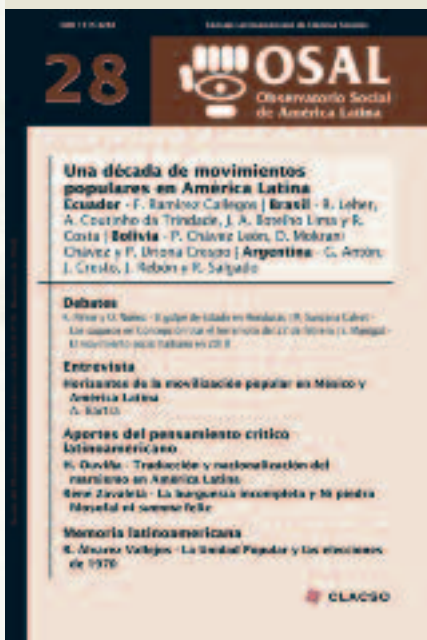 28
OSAL
Observatorio Social
de América Latina
Una década de movimientos
populares en América Latina
Ecuador - F. Ramírez Gallegos | Brasil - R. Leher,
A. Coutinho da Trindade, J. A. Botelho Lima y R.
Costa | Bolivia - P. Chávez León, D. Mokrani
Chávez y P. Uriona Crespo | Argentina - G. Antón,
J. Cresto, J. Rebón y R. Salgado
Debates
Entrevista
Horizontes de la movilización popular en México y
América Latina
A. Bartra
Aportes del pensamiento crítico
latinoamericano
H. Ouviña - Traducción y nacionalización del
marxismo en América Latina
René Zavaleta - La burguesía incompleta y Ni piedra
filosofal ni summa feliz
Memoria latinoamericana
R. Álvarez Vallejos - La Unidad Popular y las elecciones
de 1970
CLACSO